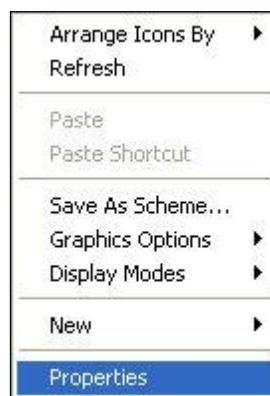 Arrange Icons By
Refresh
Paste
Paste Shortcut
Save As Scheme...
Graphics Options
Display Modes
New
Properties